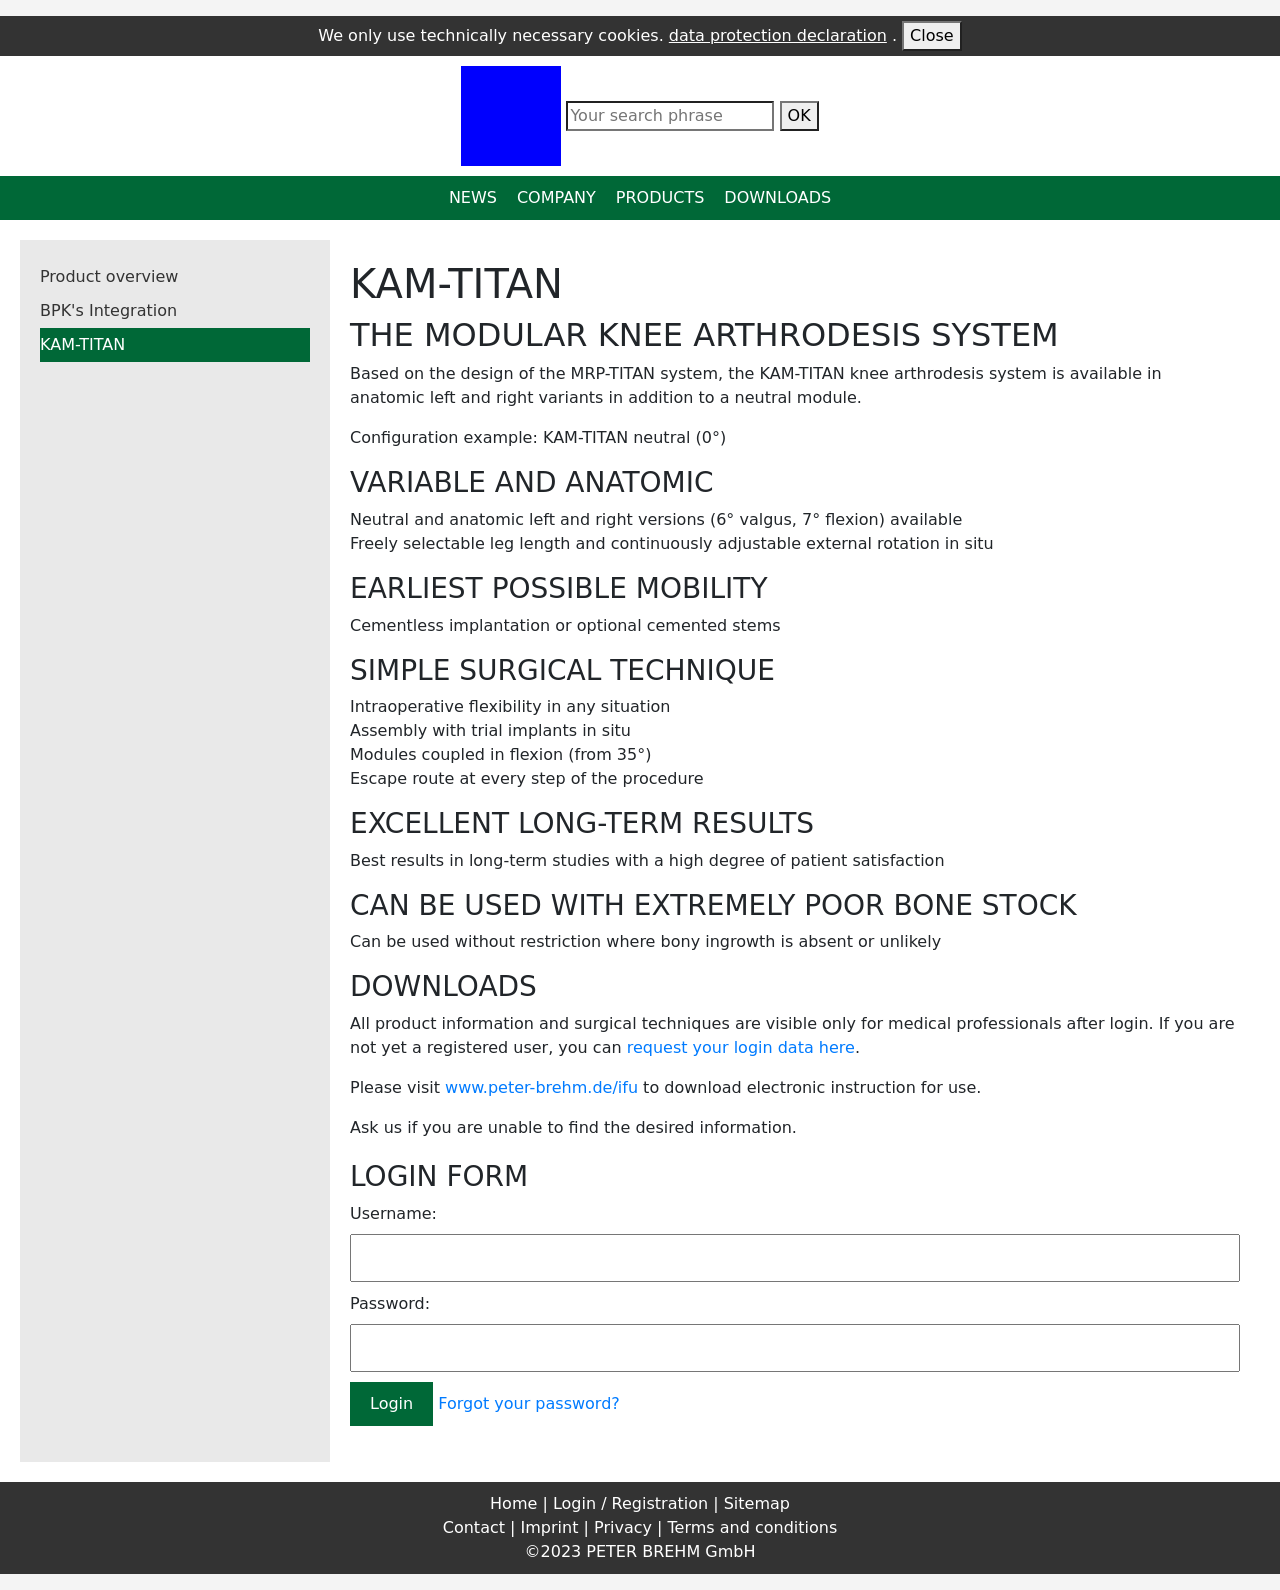 We only use technically necessary cookies. data protection declaration . Close
Your search phrase OK
NEWS COMPANY PRODUCTS DOWNLOADS
Product overview
BPK's Integration
KAM-TITAN
KAM-TITAN
THE MODULAR KNEE ARTHRODESIS SYSTEM
Based on the design of the MRP-TITAN system, the KAM-TITAN knee arthrodesis system is available in
anatomic left and right variants in addition to a neutral module.
Configuration example: KAM-TITAN neutral (0°)
VARIABLE AND ANATOMIC
Neutral and anatomic left and right versions (6° valgus, 7° flexion) available
Freely selectable leg length and continuously adjustable external rotation in situ
EARLIEST POSSIBLE MOBILITY
Cementless implantation or optional cemented stems
SIMPLE SURGICAL TECHNIQUE
Intraoperative flexibility in any situation
Assembly with trial implants in situ
Modules coupled in flexion (from 35°)
Escape route at every step of the procedure
EXCELLENT LONG-TERM RESULTS
Best results in long-term studies with a high degree of patient satisfaction
CAN BE USED WITH EXTREMELY POOR BONE STOCK
Can be used without restriction where bony ingrowth is absent or unlikely
DOWNLOADS
All product information and surgical techniques are visible only for medical professionals after login. If you are
not yet a registered user, you can request your login data here.
Please visit www.peter-brehm.de/ifu to download electronic instruction for use.
Ask us if you are unable to find the desired information.
LOGIN FORM
Username:
Password:
Login Forgot your password?
Home | Login / Registration | Sitemap
Contact | Imprint | Privacy | Terms and conditions
©2023 PETER BREHM GmbH